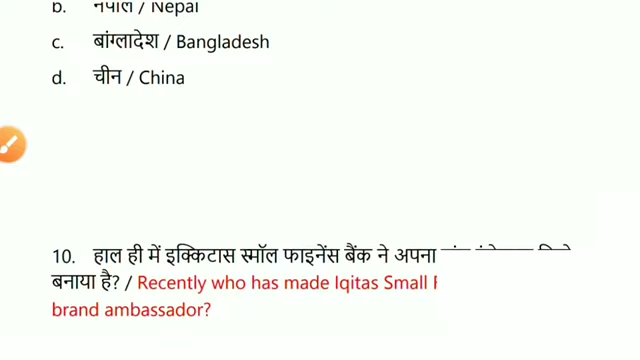 b. नेपाल / Nepal
c. बांग्लादेश / Bangladesh
d. चीन / China
10. हाल ही में इक्किटास स्मॉल फाइनेंस बैंक ने अपना
बनाया है? / Recently who has made Iqitas Small
brand ambassador?